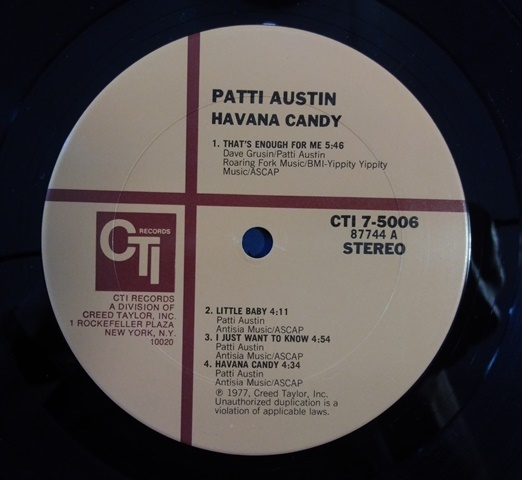 PATTI AUSTIN
HAVANA CANDY
1. THAT'S ENOUGH FOR ME 5:46
Dave Grusin/Patti Austin
Roaring Fork Music/BMI-Yippity Yippity
Music/ASCAP
CTI 7-5006
87744 A
STEREO
CTI RECORDS
CTI RECORDS
A DIVISION OF
CREED TAYLOR, INC.
1 ROCKEFELLER PLAZA
NEW YORK, N.Y.
10020
2. LITTLE BABY 4:11
Patti Austin
Antisia Music/ASCAP
3. I JUST WANT TO KNOW 4:54
Patti Austin
Antisia Music/ASCAP
4. HAVANA CANDY 4:34
Patti Austin
Antisia Music/ASCAP
℗ 1977, Creed Taylor, Inc.
Unauthorized duplication is a
violation of applicable laws.